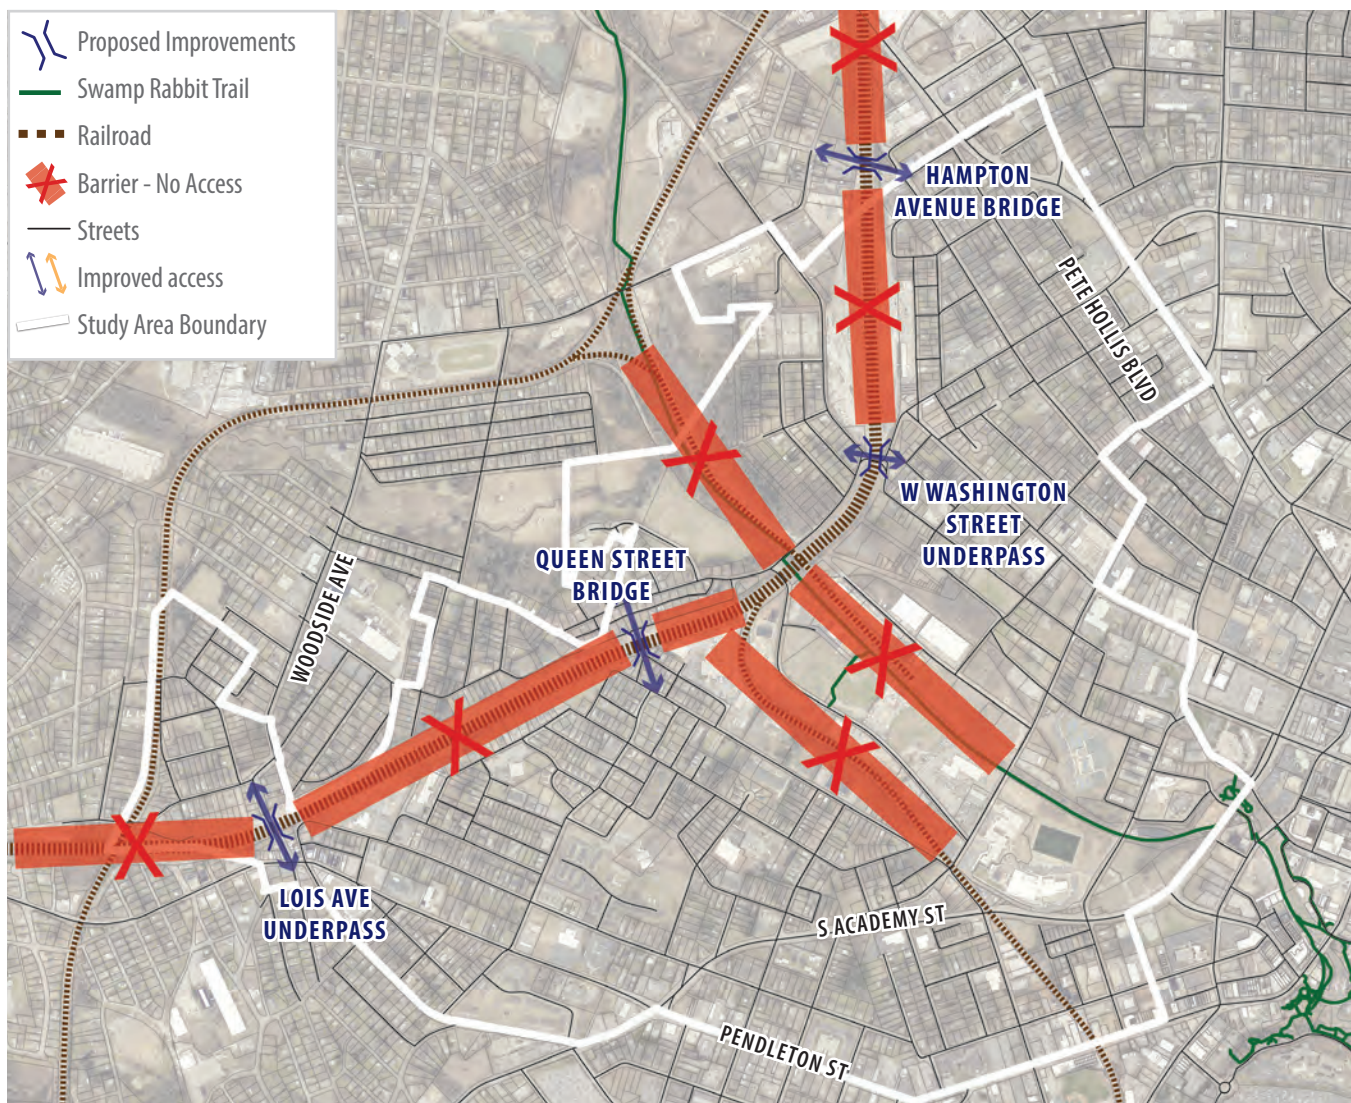 Proposed Improvements
Swamp Rabbit Trail
Railroad
Barrier - No Access
Streets
Improved access
Study Area Boundary
HAMPTON
AVENUE BRIDGE
PETE HOLLIS BLVD
W WASHINGTON
STREET
UNDERPASS
QUEEN STREET
BRIDGE
WOODSIDE AVE
LOIS AVE
UNDERPASS
S ACADEMY ST
PENDLETON ST